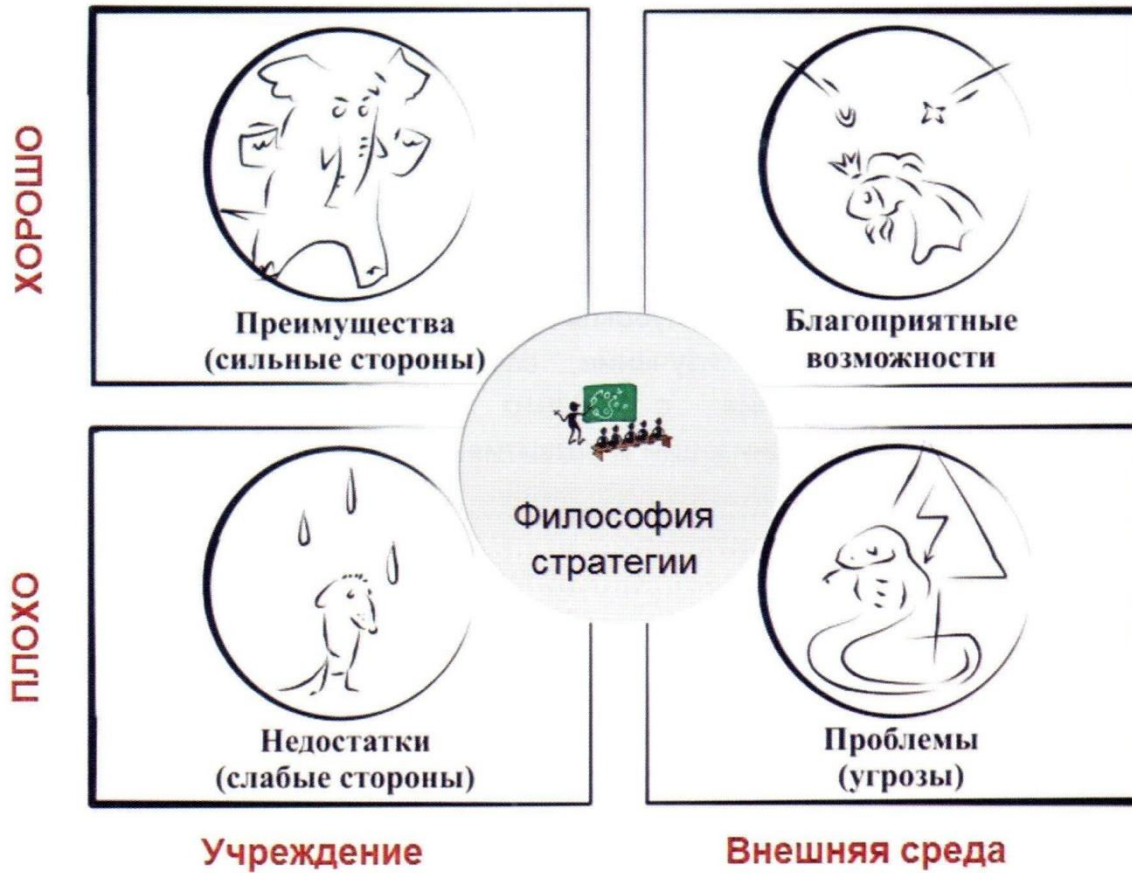 ХОРОШО
Преимущества
(сильные стороны)
Благоприятные
возможности
Философия
стратегии
ПЛОХО
Недостатки
(слабые стороны)
Проблемы
(угрозы)
Учреждение
Внешняя среда